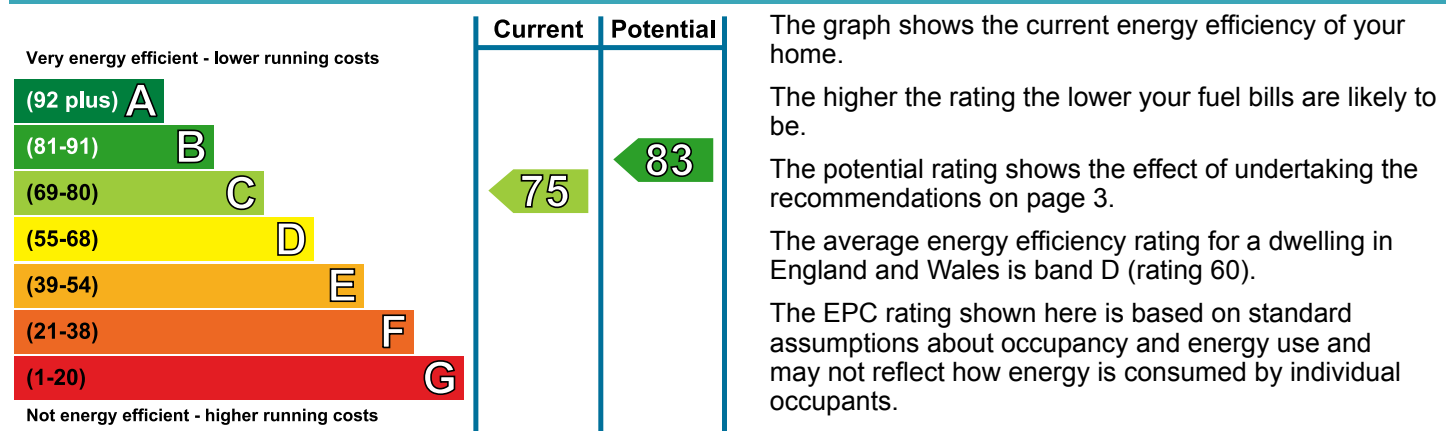 Current Potential
Very energy efficient - lower running costs
(92 plus) A
(81-91) B
(69-80) C
(55-68) D
(39-54) E
(21-38) F
(1-20) G
Not energy efficient - higher running costs
75
83
The graph shows the current energy efficiency of your
home.
The higher the rating the lower your fuel bills are likely to
be.
The potential rating shows the effect of undertaking the
recommendations on page 3.
The average energy efficiency rating for a dwelling in
England and Wales is band D (rating 60).
The EPC rating shown here is based on standard
assumptions about occupancy and energy use and
may not reflect how energy is consumed by individual
occupants.